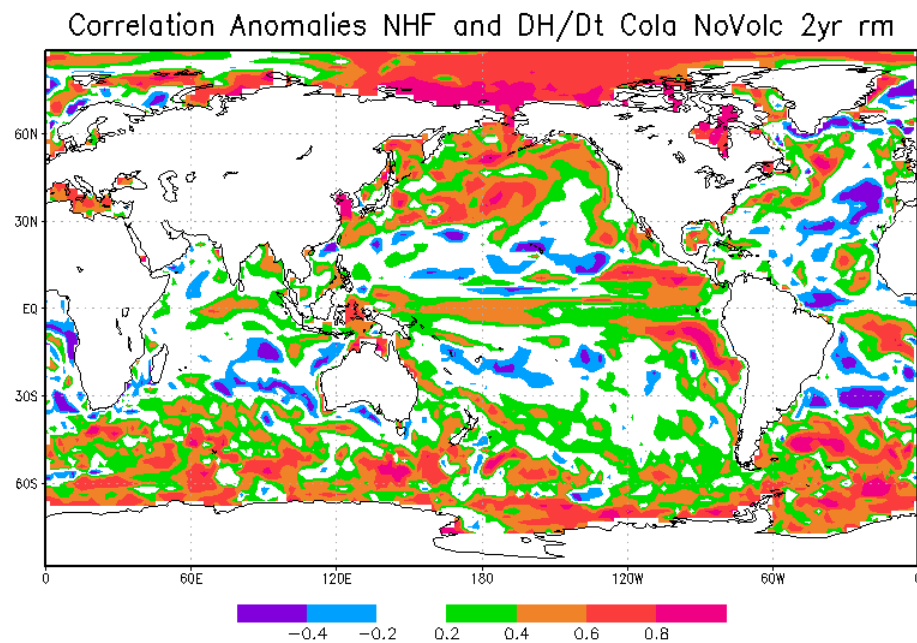 Correlation Anomalies NHF and DH/Dt Cola NoVolc 2yr rm
60N
30N
EQ
30S
60S
0 60E 120E 180 120W 60W 0
−0.4 −0.2 0.2 0.4 0.6 0.8